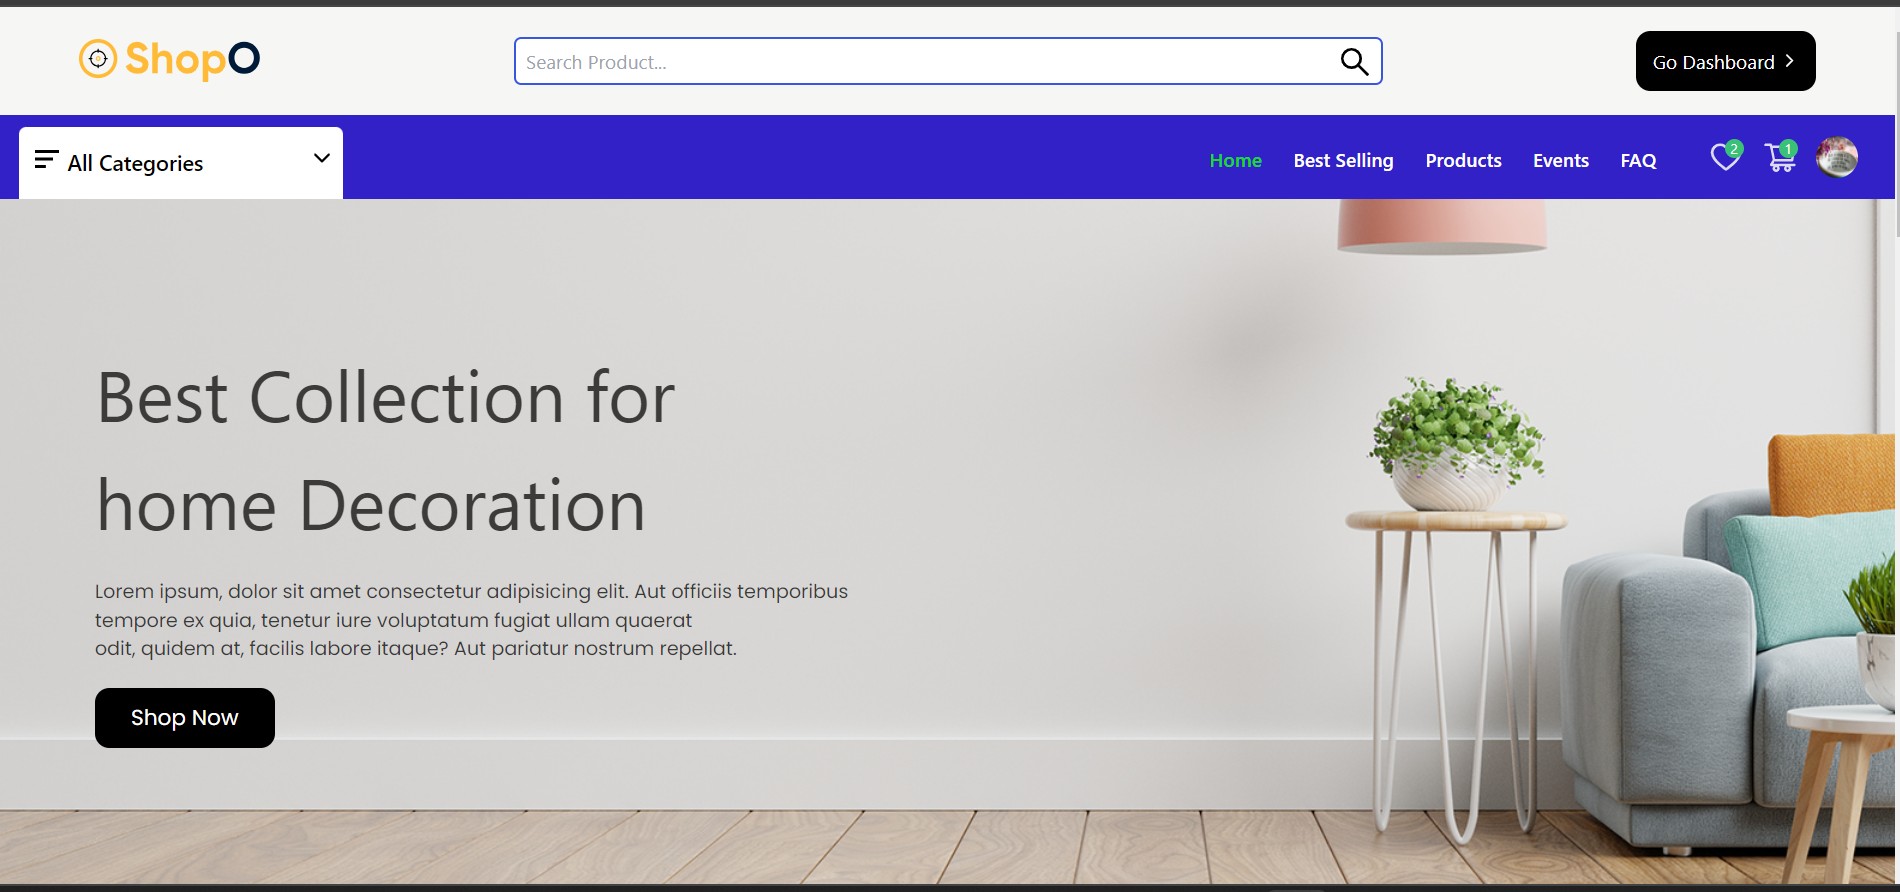 ShopO
Search Product...
Go Dashboard
All Categories
Home
Best Selling
Products
Events
FAQ
2
1
Best Collection for
home Decoration
Lorem ipsum, dolor sit amet consectetur adipisicing elit. Aut officiis temporibus
tempore ex quia, tenetur iure voluptatum fugiat ullam quaerat
odit, quidem at, facilis labore itaque? Aut pariatur nostrum repellat.
Shop Now